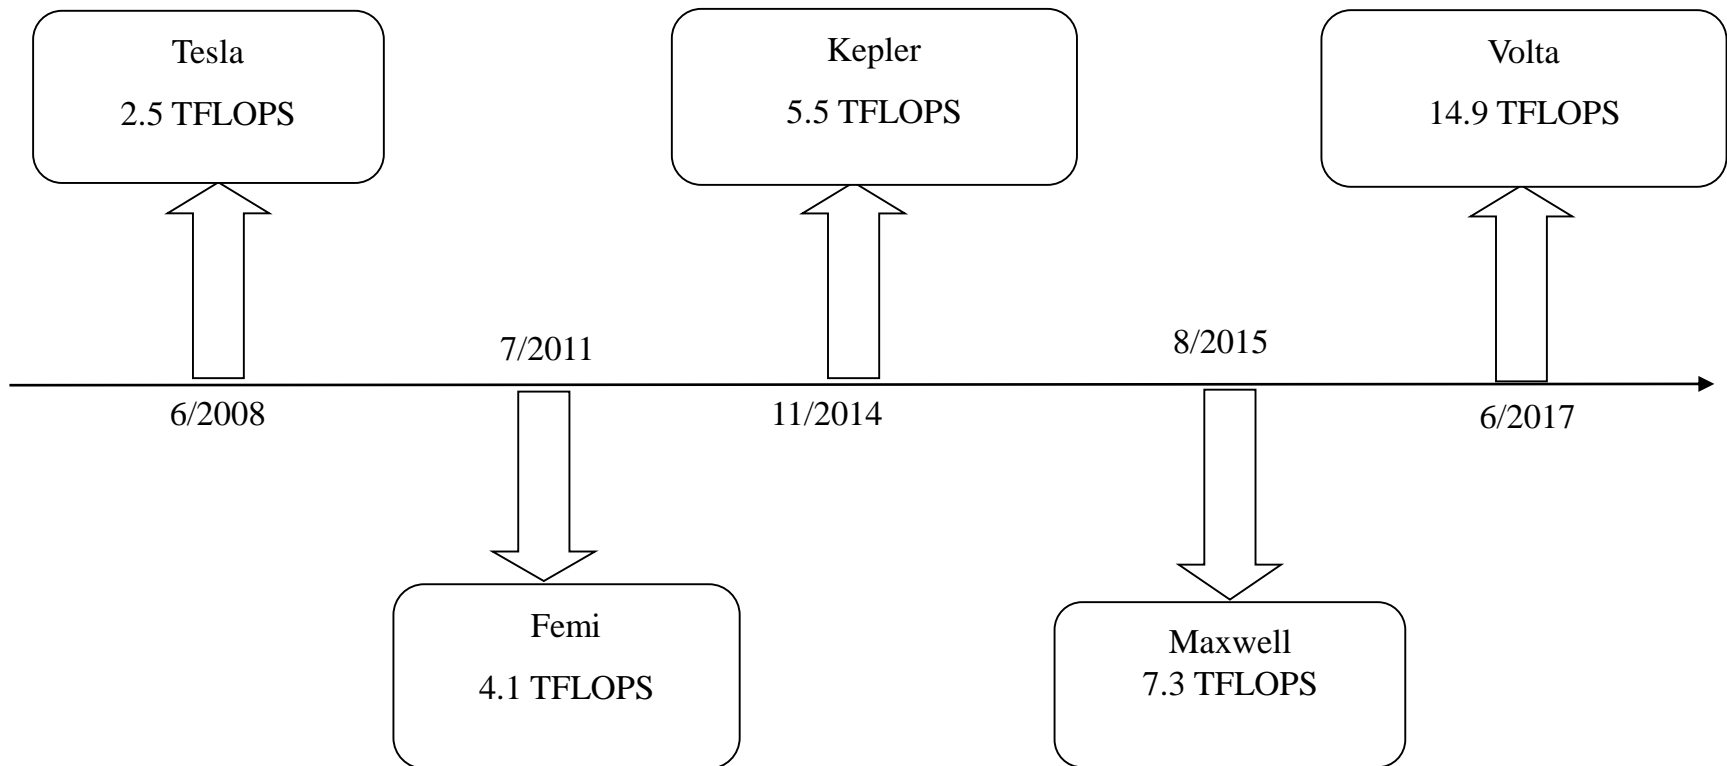 Tesla
2.5 TFLOPS
Kepler
5.5 TFLOPS
Volta
14.9 TFLOPS
7/2011
8/2015
6/2008
11/2014
6/2017
Femi
4.1 TFLOPS
Maxwell
7.3 TFLOPS